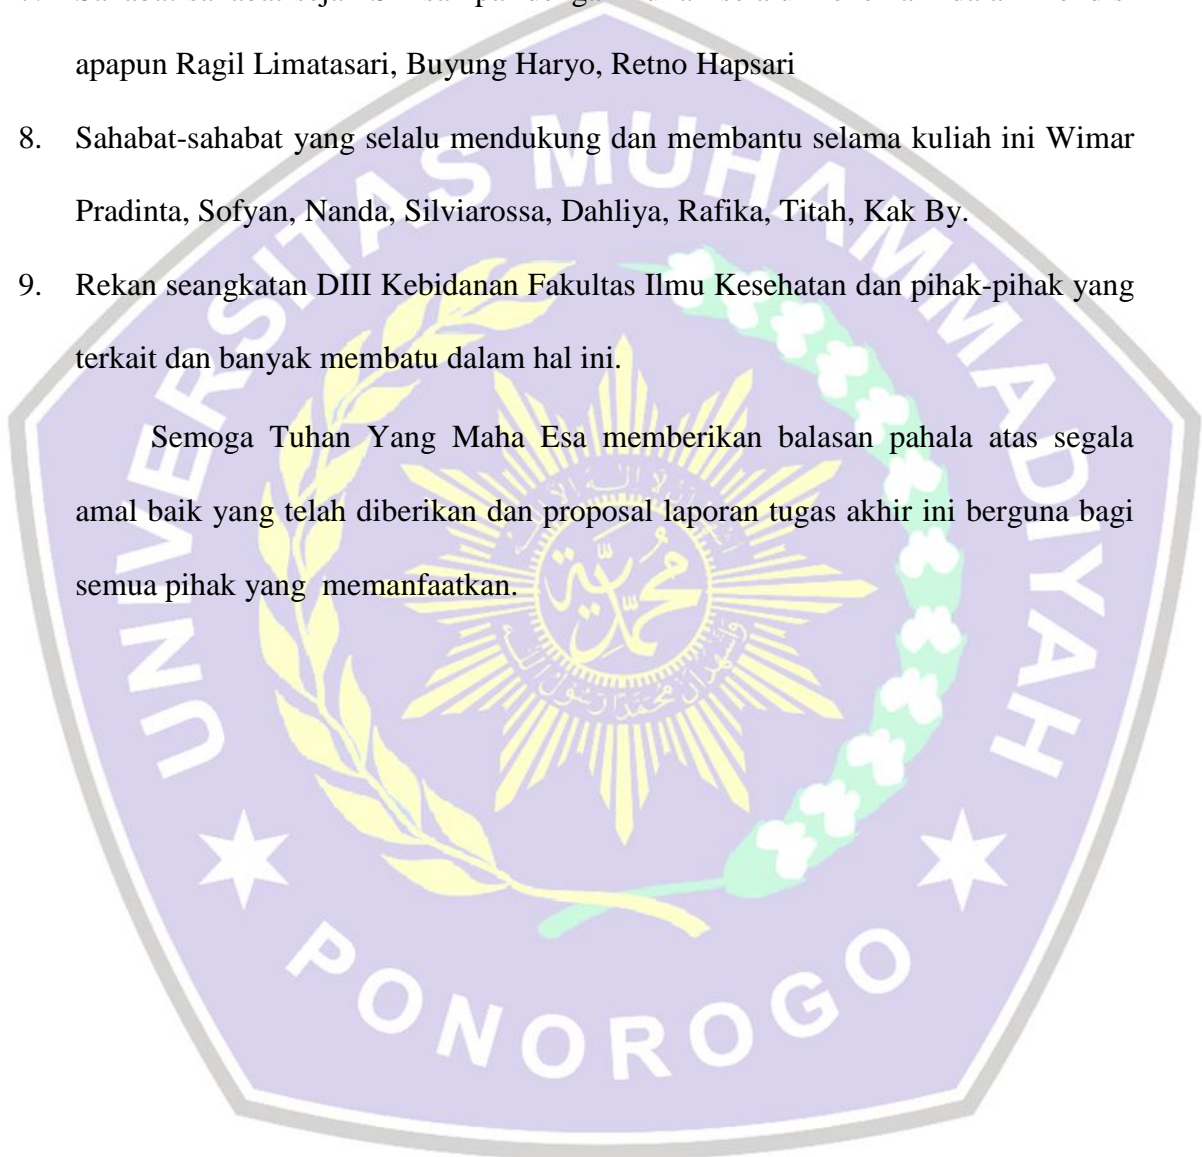 apapun Ragil Limatasari, Buyung Haryo, Retno Hapsari
8. Sahabat-sahabat yang selalu mendukung dan membantu selama kuliah ini Wimar
Pradinta, Sofyan, Nanda, Silviarossa, Dahliya, Rafika, Titah, Kak By.
9. Rekan seangkatan DIII Kebidanan Fakultas Ilmu Kesehatan dan pihak-pihak yang
terkait dan banyak membatu dalam hal ini.
Semoga Tuhan Yang Maha Esa memberikan balasan pahala atas segala
amal baik yang telah diberikan dan proposal laporan tugas akhir ini berguna bagi
semua pihak yang memanfaatkan.
UNIVERSITAS MUHAMMADIYAH
PONOROGO